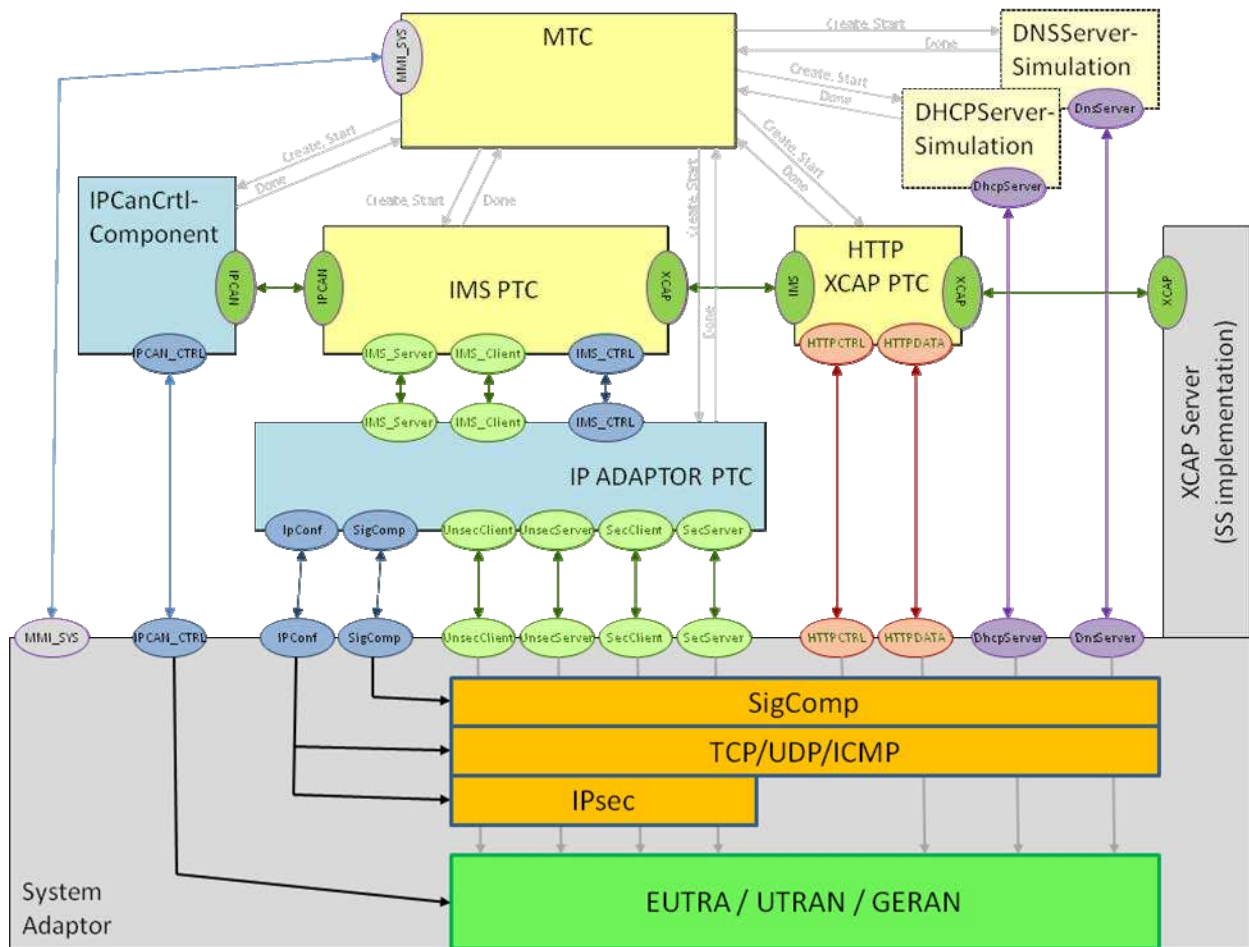 MTC
MMI_SYS
Create, Start
Done
DNSServer-
Simulation
DnsServer
Create, Start
Done
DHCPServer-
Simulation
DhcpServer
Create, Start
Done
Create, Start
Done
Create, Start
Done
Create, Start
Done
IPCanCrtl-
Component
IPCAN
IPCAN_CTRL
IPCAN
IMS PTC
XCAP
IMS_Server
IMS_Client
IMS_CTRL
IMS
HTTP
XCAP PTC
XCAP
HTTPCTRL
HTTPDATA
XCAP
XCAP Server
(SS implementation)
IMS_Server
IMS_Client
IMS_CTRL
IP ADAPTOR PTC
IpConf
SigComp
UnsecClient
UnsecServer
SecClient
SecServer
MMI_SYS
IPCAN_CTRL
IPConf
SigComp
UnsecClient
UnsecServer
SecClient
SecServer
HTTPCTRL
HTTPDATA
DhcpServer
DnsServer
SigComp
TCP/UDP/ICMP
IPsec
EUTRA / UTRAN / GERAN
System
Adaptor